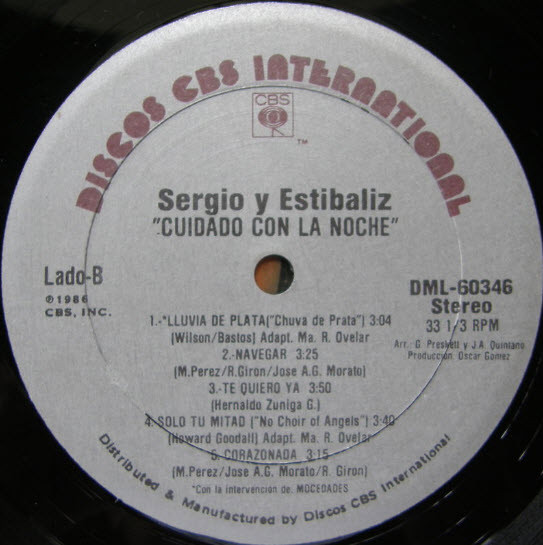 DISCOS CBS INTERNATIONAL
CBS
TM
Sergio y Estibaliz
"CUIDADO CON LA NOCHE"
Lado-B
℗1986
CBS, INC.
DML-60346
Stereo
33 1/3 RPM
Arr.: G. Preskett y J.A. Quintano
Producción: Oscar Gomez
1.-*LLUVIA DE PLATA("Chuva de Prata") 3:04
(Wilson/Bastos) Adapt. Ma. R. Ovelar
2.-NAVEGAR 3:25
(M.Perez/R.Giron/Jose A.G. Morato)
3.-TE QUIERO YA 3:50
(Hernaldo Zuniga G.)
4. SOLO TU MITAD ("No Choir of Angels") 3:40
(Howard Goodall) Adapt. Ma. R. Ovelar
5. CORAZONADA 3:15
(M.Perez/Jose A.G. Morato/R. Giron)
*Con la intervencion de: MOCEDADES
Distributed & Manufactured by Discos CBS International